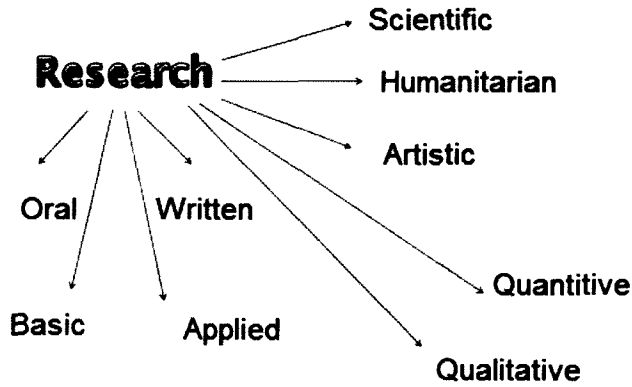 Scientific
Research
Humanitarian
Artistic
Oral
Written
Quantitive
Basic
Applied
Qualitative